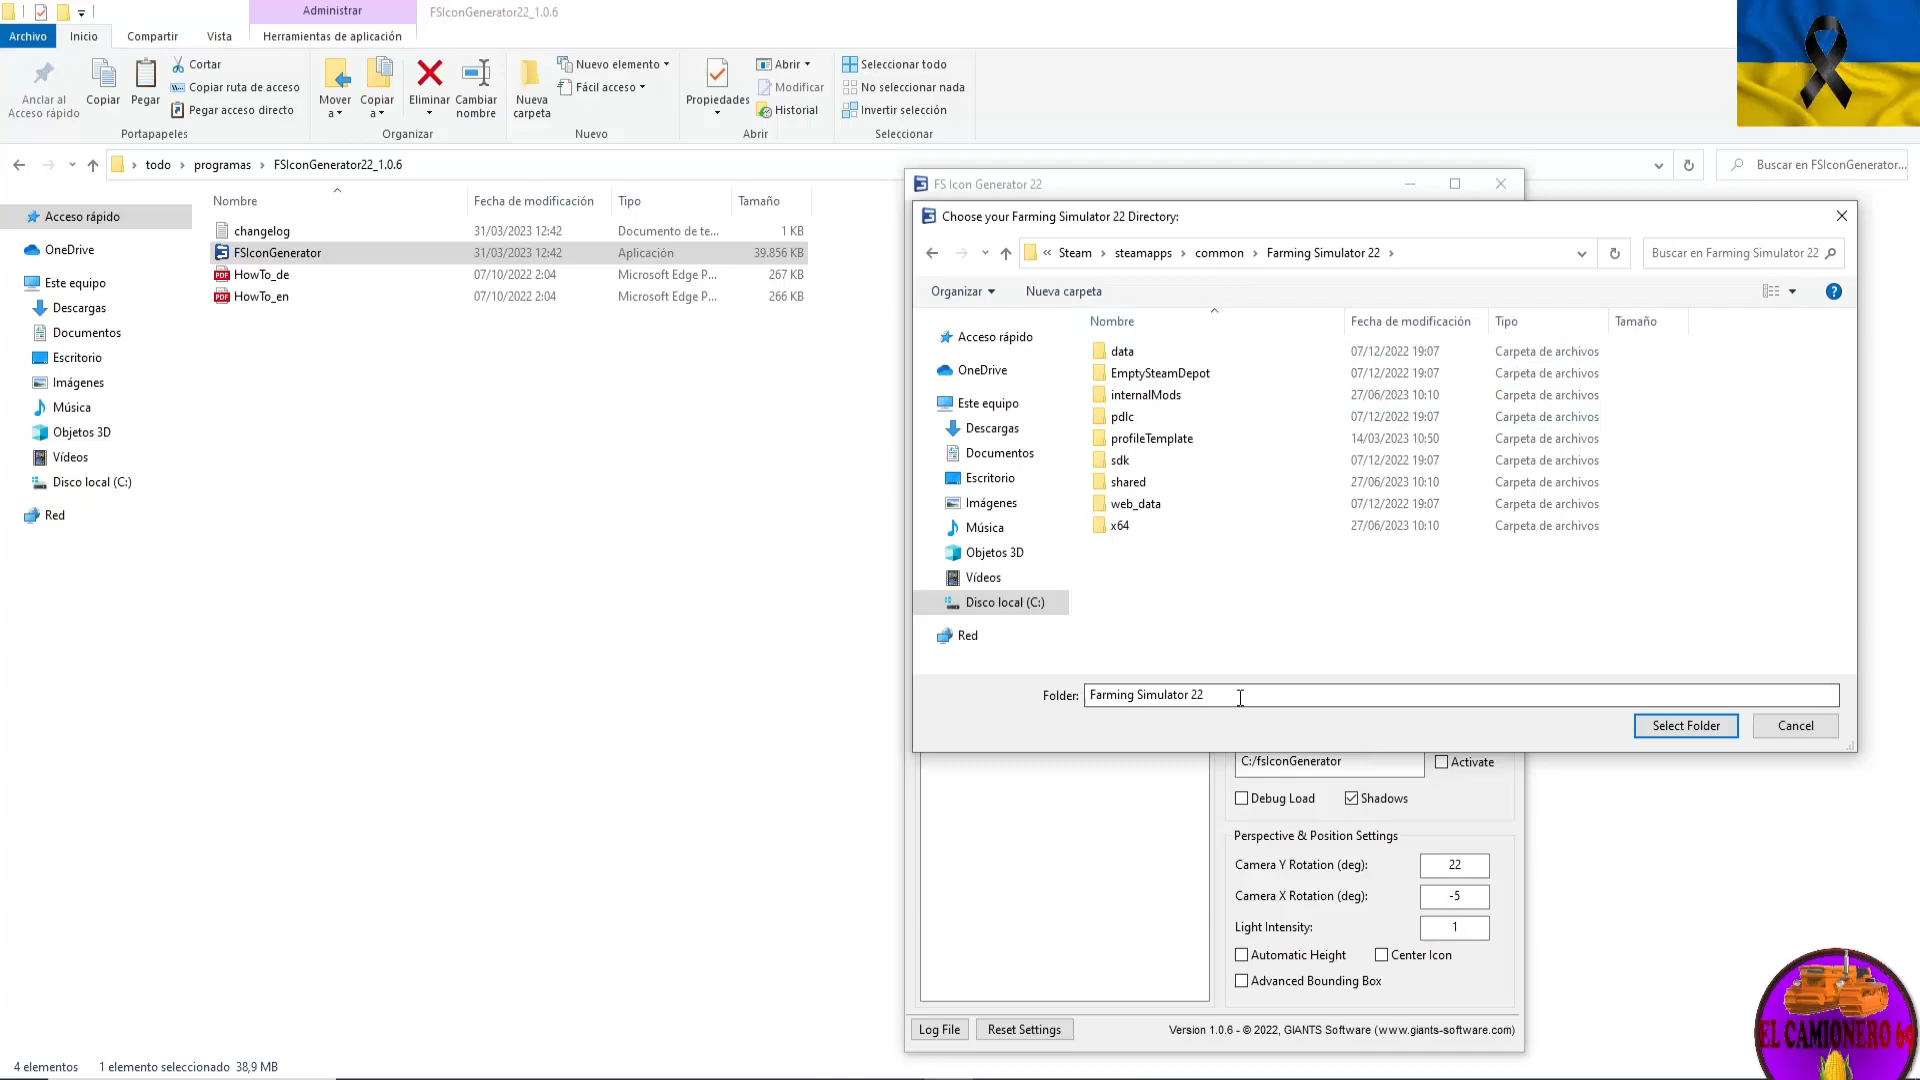 Administrar
FSIconGenerator22_1.0.6
Archivo
Inicio
Compartir
Vista
Herramientas de aplicación
Anclar al
Acceso rápido
Copiar
Pegar
Cortar
Copiar ruta de acceso
Pegar acceso directo
Portapapeles
Mover
a
Copiar
a
Eliminar
Cambiar
nombre
Organizar
Nueva
carpeta
Nuevo elemento
Fácil acceso
Nuevo
Propiedades
Abrir
Modificar
Historial
Abrir
Seleccionar todo
No seleccionar nada
Invertir selección
Seleccionar
todo > programas > FSIconGenerator22_1.0.6
Buscar en FSIconGenerator...
Nombre Fecha de modificación Tipo Tamaño
changelog 31/03/2023 12:42 Documento de te... 1 KB
FSIconGenerator 31/03/2023 12:42 Aplicación 39.856 KB
HowTo_de 07/10/2022 2:04 Microsoft Edge P... 267 KB
HowTo_en 07/10/2022 2:04 Microsoft Edge P... 266 KB
Acceso rápido
OneDrive
Este equipo
Descargas
Documentos
Escritorio
Imágenes
Música
Objetos 3D
Vídeos
Disco local (C:)
Red
FS Icon Generator 22
Choose your Farming Simulator 22 Directory:
« Steam > steamapps > common > Farming Simulator 22 >
Buscar en Farming Simulator 22
Organizar
Nueva carpeta
Nombre Fecha de modificación Tipo Tamaño
data 07/12/2022 19:07 Carpeta de archivos
EmptySteamDepot 07/12/2022 19:07 Carpeta de archivos
internalMods 27/06/2023 10:10 Carpeta de archivos
pdlc 07/12/2022 19:07 Carpeta de archivos
profileTemplate 14/03/2023 10:50 Carpeta de archivos
sdk 07/12/2022 19:07 Carpeta de archivos
shared 27/06/2023 10:10 Carpeta de archivos
web_data 07/12/2022 19:07 Carpeta de archivos
x64 27/06/2023 10:10 Carpeta de archivos
Acceso rápido
OneDrive
Este equipo
Descargas
Documentos
Escritorio
Imágenes
Música
Objetos 3D
Vídeos
Disco local (C:)
Red
Folder: Farming Simulator 22
Select Folder
Cancel
C:/fsIconGenerator
Activate
Debug Load
Shadows
Perspective & Position Settings
Camera Y Rotation (deg): 22
Camera X Rotation (deg): -5
Light Intensity: 1
Automatic Height
Center Icon
Advanced Bounding Box
Log File
Reset Settings
Version 1.0.6 - © 2022, GIANTS Software (www.giants-software.com)
4 elementos
1 elemento seleccionado 38,9 MB
EL CAMIONERO